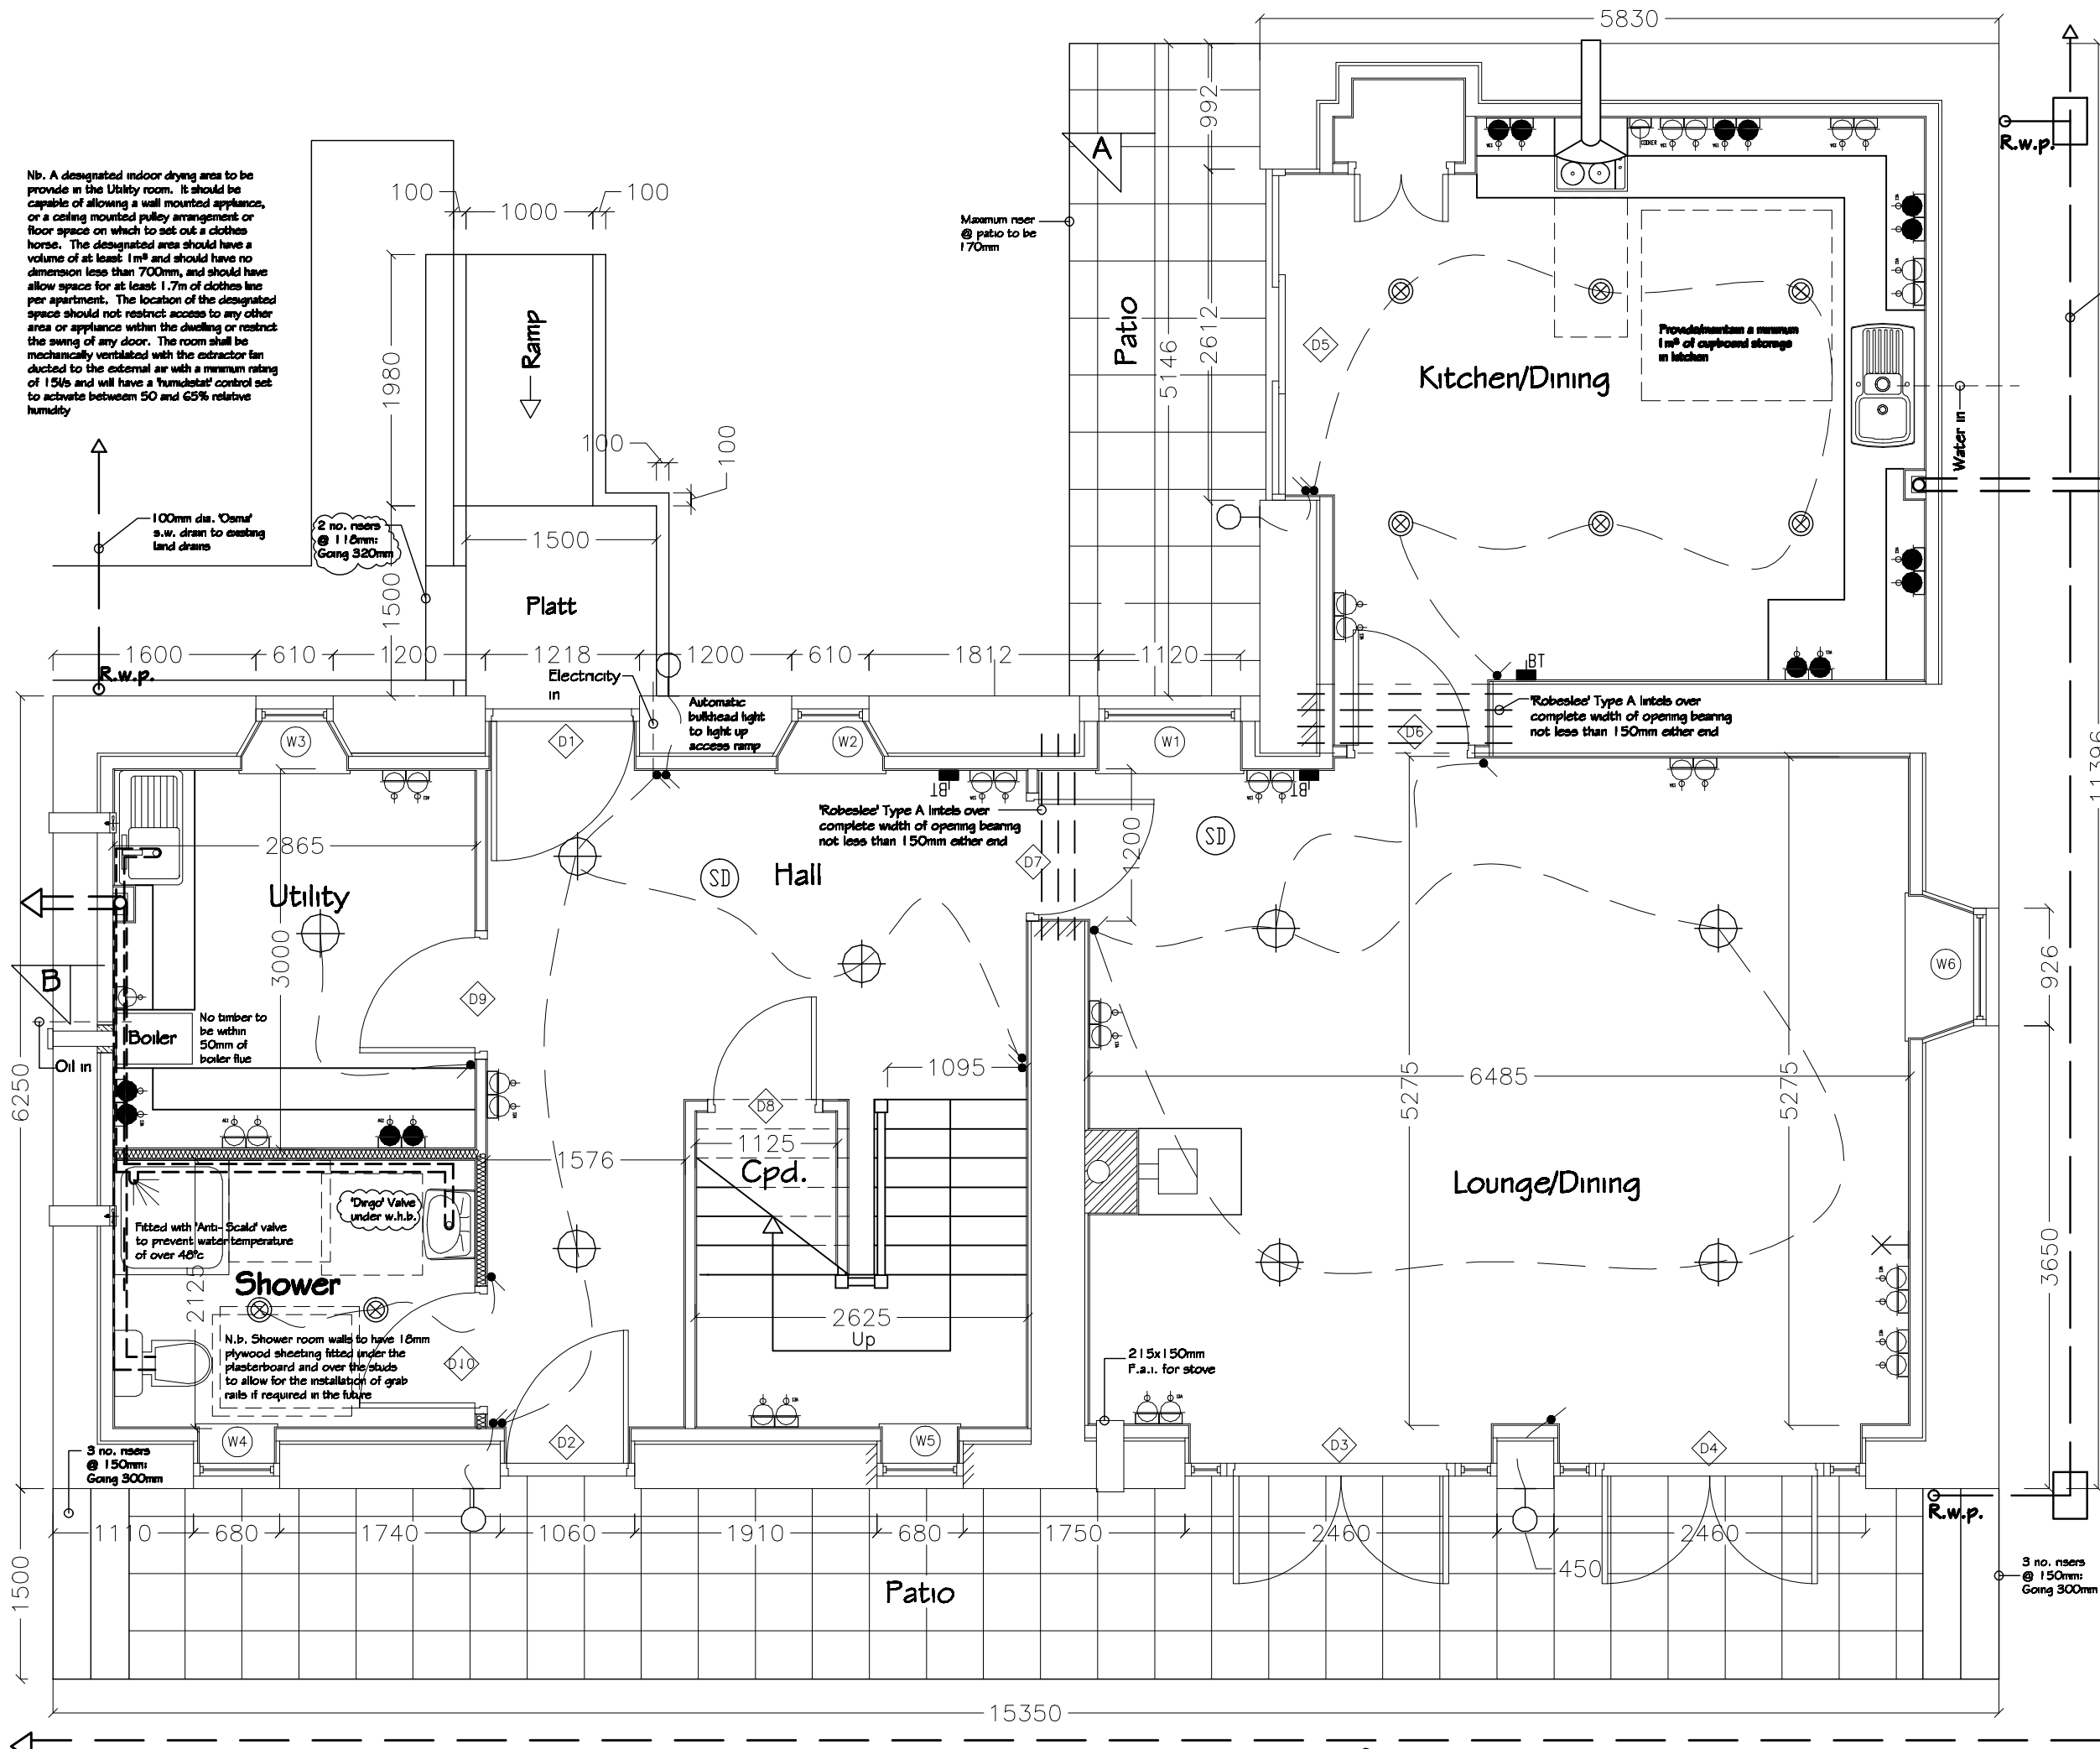 5830
992
A
R.w.p.
Nb. A designated indoor drying area to be
provide in the Utility room. It should be
capable of allowing a wall mounted appliance,
or a ceiling mounted pulley arrangement or
floor space on which to set out a clothes
horse. The designated area should have a
volume of at least 1m³ and should have no
dimension less than 700mm, and should have
allow space for at least 1.7m of clothes line
per apartment. The location of the designated
space should not restrict access to any other
area or appliance within the dwelling or restrict
the swing of any door. The room shall be
mechanically ventilated with the extractor fan
ducted to the external air with a minimum rating
of 15l/s and will have a 'humidistat' control set
to activate betweem 50 and 65% relative
humidity
100
1000
100
Maximum riser
@ patio to be
170mm
Ramp
1980
Patio
5146
2612
D5
Kitchen/Dining
Provide/maintain a minimum
1m³ of cupboard storage
in kitchen
COOKER
Water in
100
100
100mm dia. 'Osma'
s.w. drain to existing
land drains
2 no. risers
@ 118mm:
Going 320mm
1500
1500
Platt
1600
610
1200
1218
1200
610
1812
1120
R.w.p.
Electricity
in
Automatic
bulkhead light
to light up
access ramp
BT
'Robeslee' Type A lintels over
complete width of opening bearing
not less than 150mm either end
D6
W3
D1
W2
W1
11396
BT
BT
'Robeslee' Type A lintels over
complete width of opening bearing
not less than 150mm either end
2865
Utility
3000
SD
Hall
D7
1200
SD
W6
926
B
D9
Boiler
No timber to
be within
50mm of
boiler flue
Oil in
6250
1095
D8
1125
Cpd.
1576
5275
6485
5275
Lounge/Dining
'Durgo' Valve
under w.h.b.
Fitted with 'Anti- Scald' valve
to prevent water temperature
of over 48°c
Shower
2125
2625
Up
3650
N.b. Shower room walls to have 18mm
plywood sheeting fitted under the
plasterboard and over the studs
to allow for the installation of grab
rails if required in the future
D10
215x150mm
P.a.i. for stove
W4
D2
W5
D3
D4
3 no. risers
@ 150mm:
Going 300mm
R.w.p.
1110
680
1740
1060
1910
680
1750
2460
2460
450
1500
Patio
3 no. risers
@ 150mm:
Going 300mm
15350